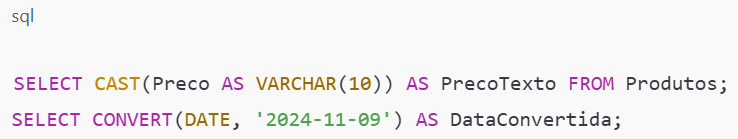 sql
SELECT CAST(Preco AS VARCHAR(10)) AS PrecoTexto FROM Produtos;
SELECT CONVERT(DATE, '2024-11-09') AS DataConvertida;